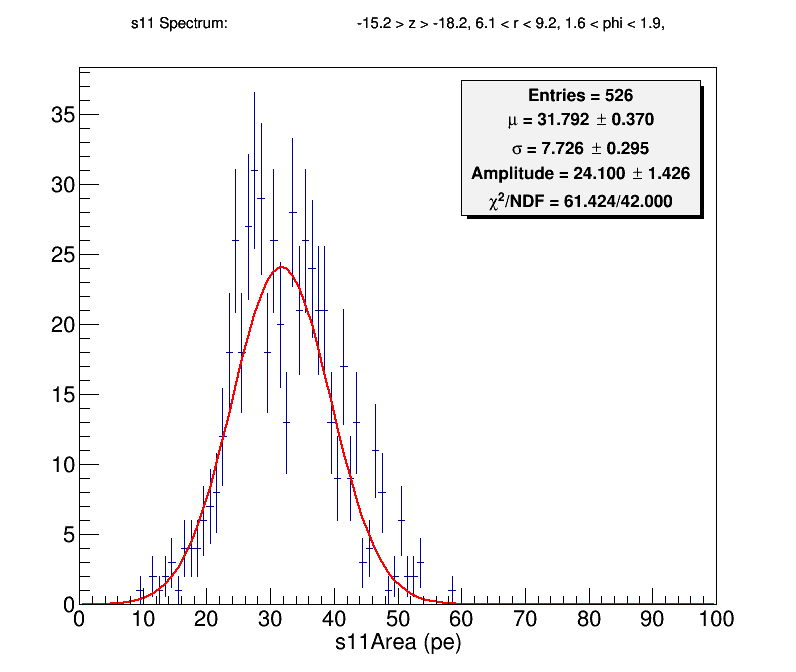 s11 Spectrum: -15.2 > z > -18.2, 6.1 < r < 9.2, 1.6 < phi < 1.9,
Entries = 526
μ = 31.792 ± 0.370
σ = 7.726 ± 0.295
Amplitude = 24.100 ± 1.426
χ²/NDF = 61.424/42.000
35
30
25
20
15
10
5
0
0 10 20 30 40 50 60 70 80 90 100
s11Area (pe)